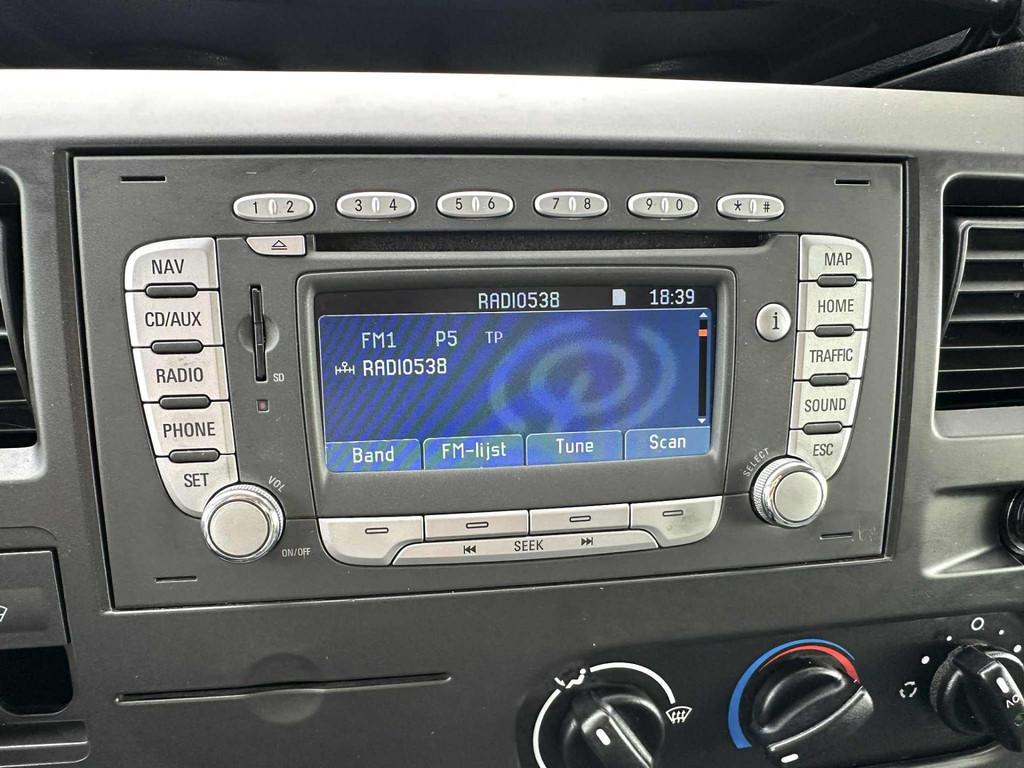 1 2 3 4 5 6 7 8 9 0 * #
NAV
CD/AUX
RADIO
PHONE
SET
VOL
ON/OFF
SD
RADIO538 18:39
FM1 P5 TP
RADIO538
Band FM-lijst Tune Scan
SEEK
MAP
i
HOME
TRAFFIC
SOUND
ESC
SELECT